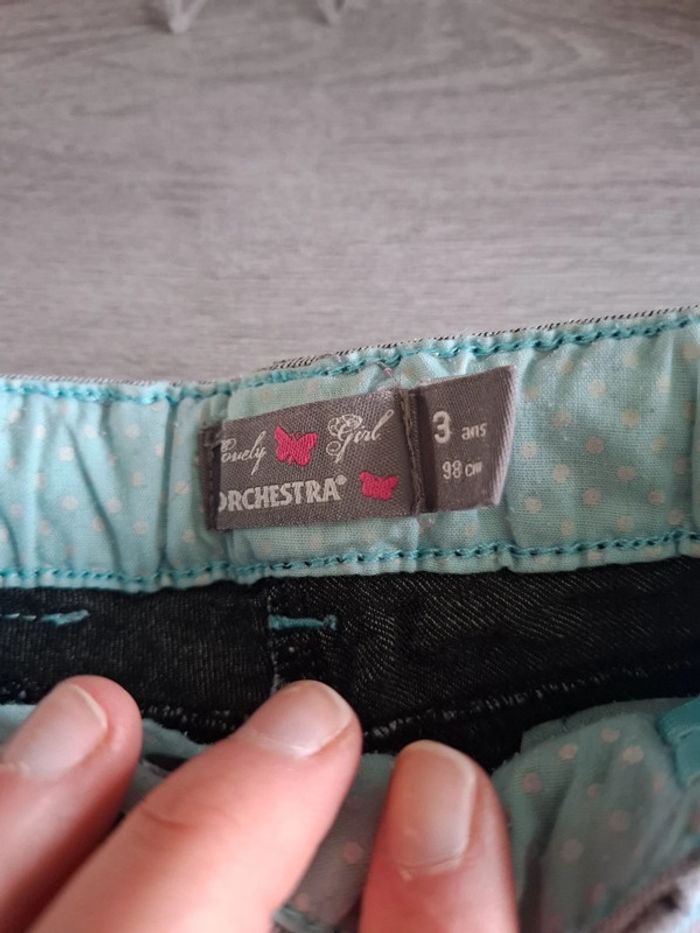 Lovely Girl
ORCHESTRA®
3 ans
98 cm